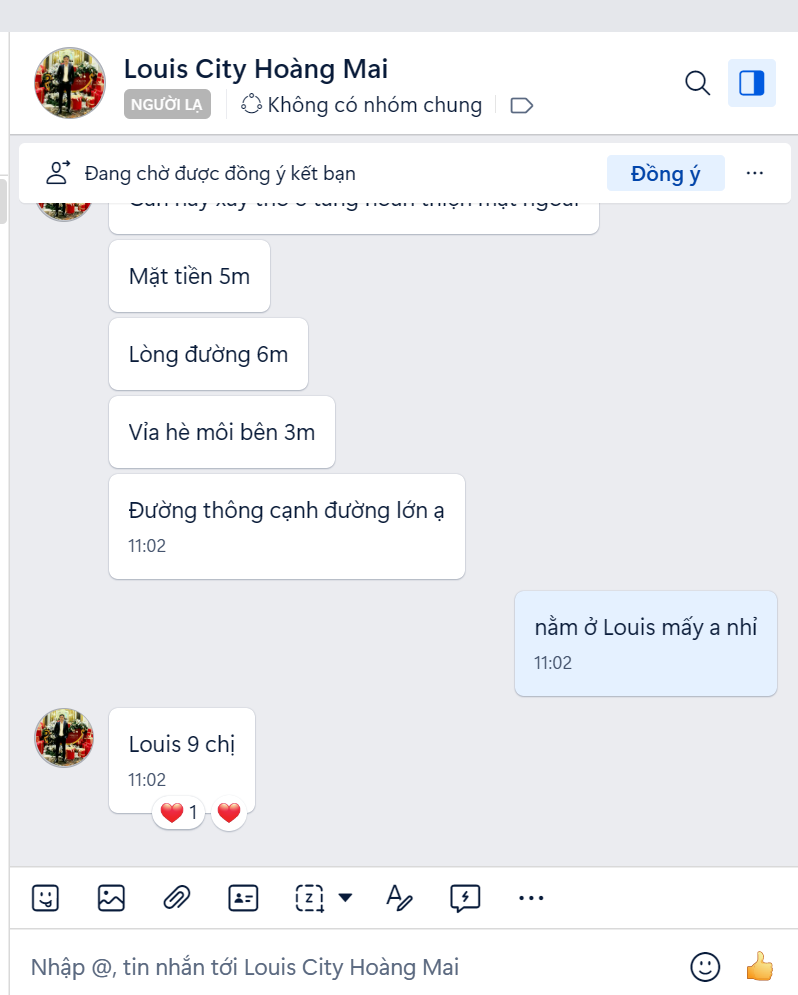 Louis City Hoàng Mai
NGƯỜI LẠ
Không có nhóm chung
Đang chờ được đồng ý kết bạn
Đồng ý
Mặt tiền 5m
Lòng đường 6m
Vỉa hè môi bên 3m
Đường thông cạnh đường lớn ạ
11:02
nằm ở Louis mấy a nhỉ
11:02
Louis 9 chị
11:02
1
Nhập @, tin nhắn tới Louis City Hoàng Mai